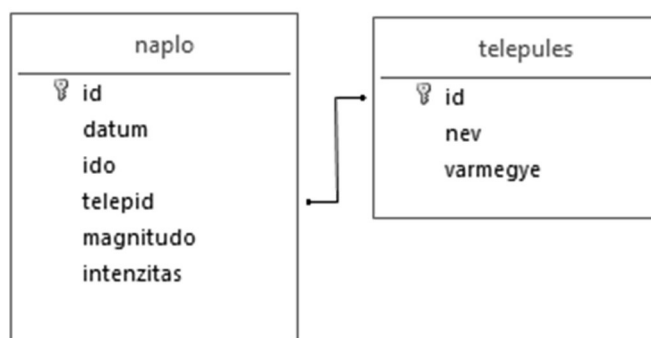 naplo
id
datum
ido
telepid
magnitudo
intenzitas
telepules
id
nev
varmegye